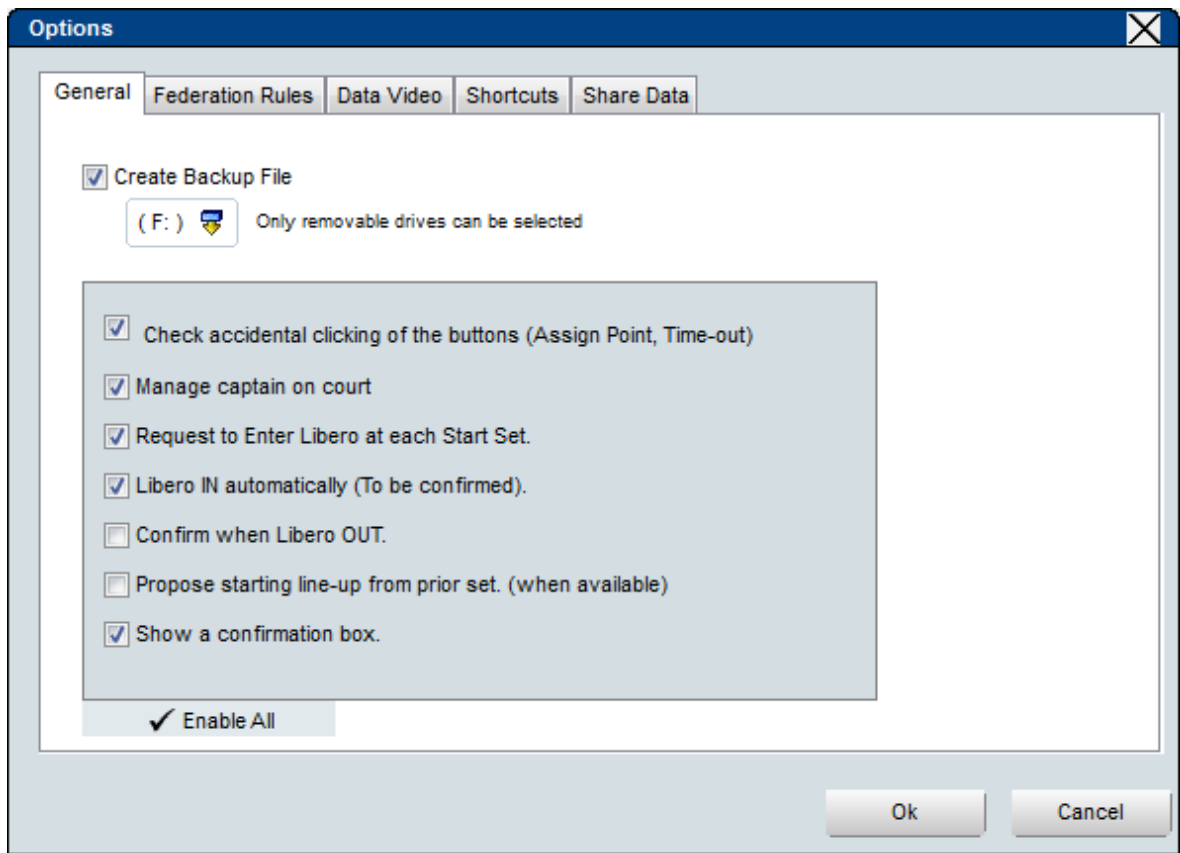 Options
General Federation Rules Data Video Shortcuts Share Data
Create Backup File
( F: ) Only removable drives can be selected
Check accidental clicking of the buttons (Assign Point, Time-out)
Manage captain on court
Request to Enter Libero at each Start Set.
Libero IN automatically (To be confirmed).
Confirm when Libero OUT.
Propose starting line-up from prior set. (when available)
Show a confirmation box.
Enable All
Ok Cancel